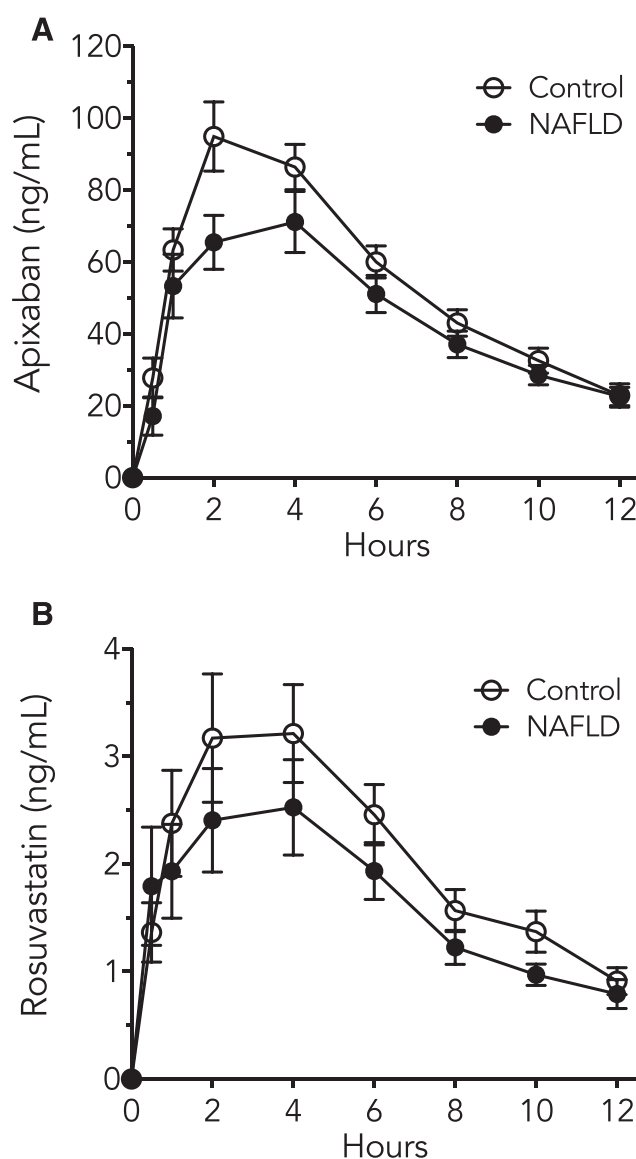 A
Apixaban (ng/mL)
120
100
80
60
40
20
0
Control
NAFLD
0 2 4 6 8 10 12
Hours
B
Rosuvastatin (ng/mL)
4
3
2
1
0
Control
NAFLD
0 2 4 6 8 10 12
Hours